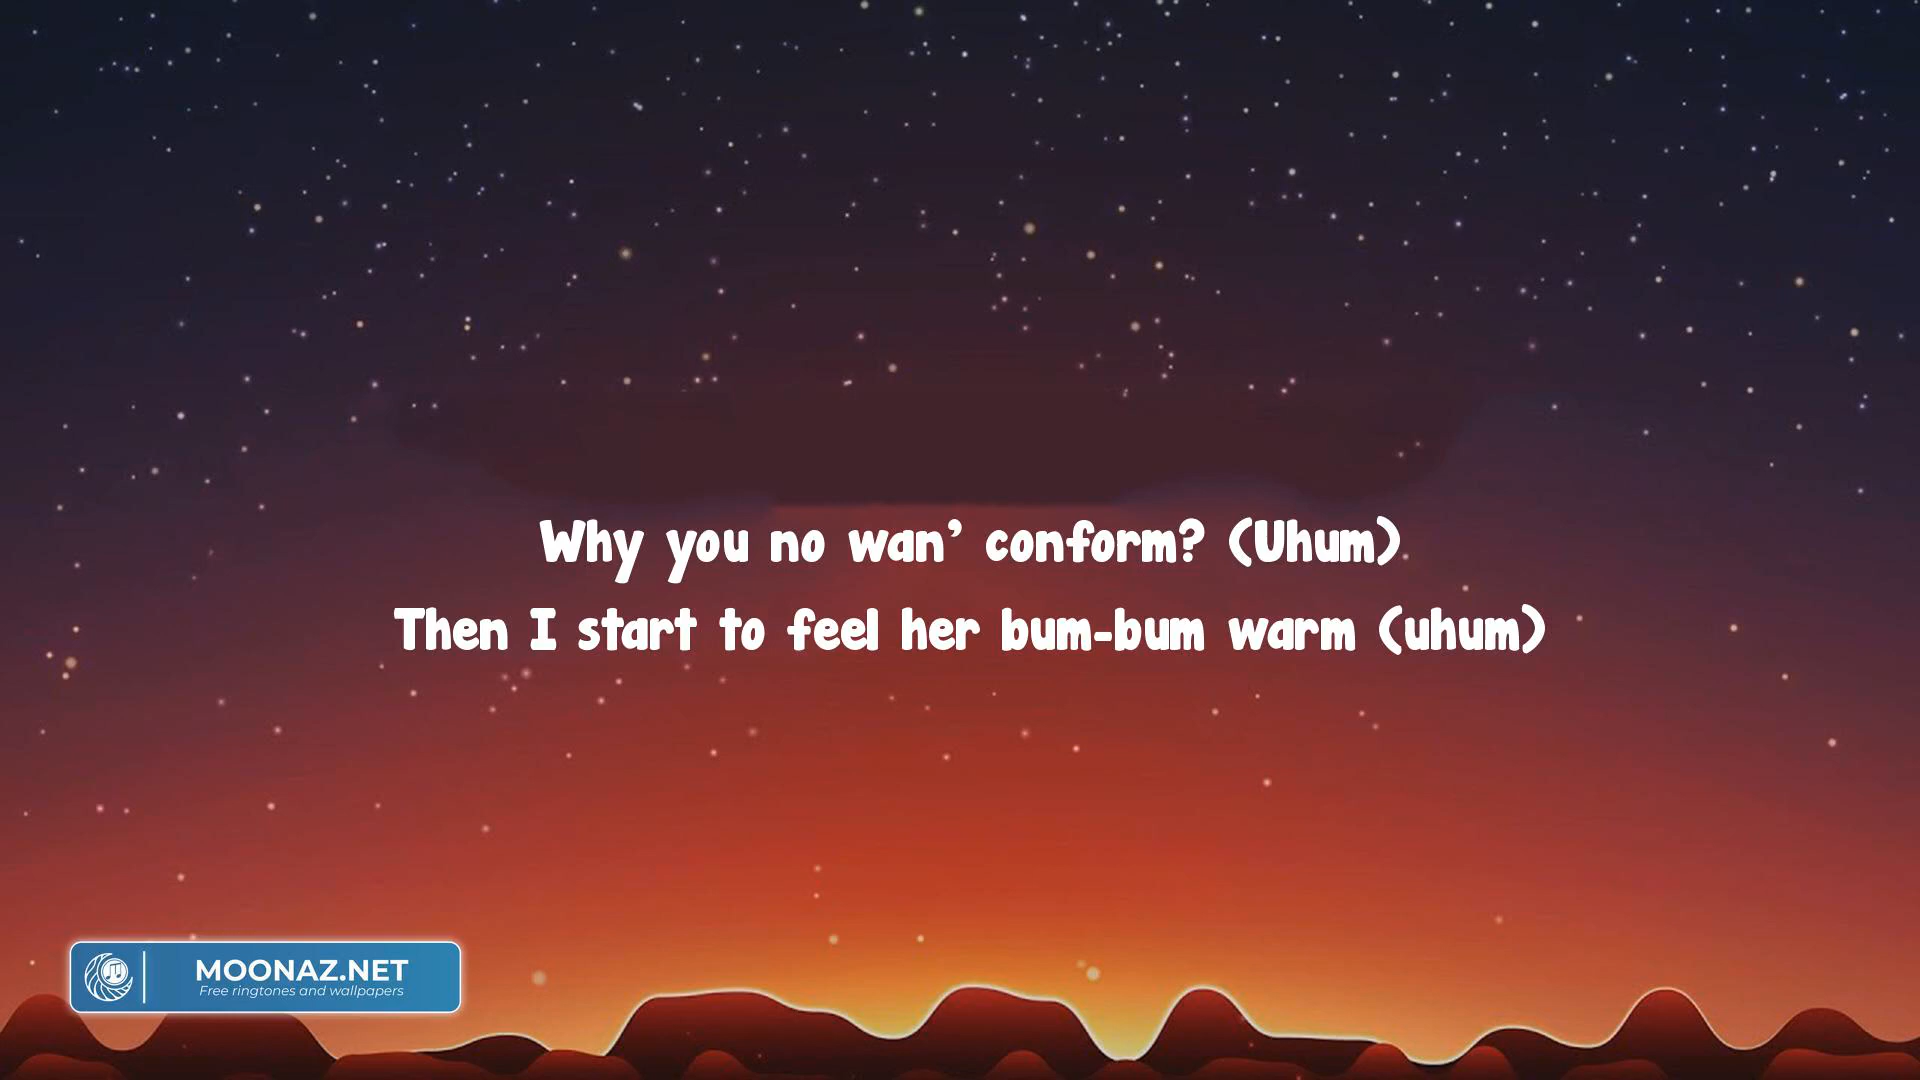 Why you no wan’ conform? (Uhum)
Then I start to feel her bum-bum warm (uhum)
MOONAZ.NET
Free ringtones and wallpapers